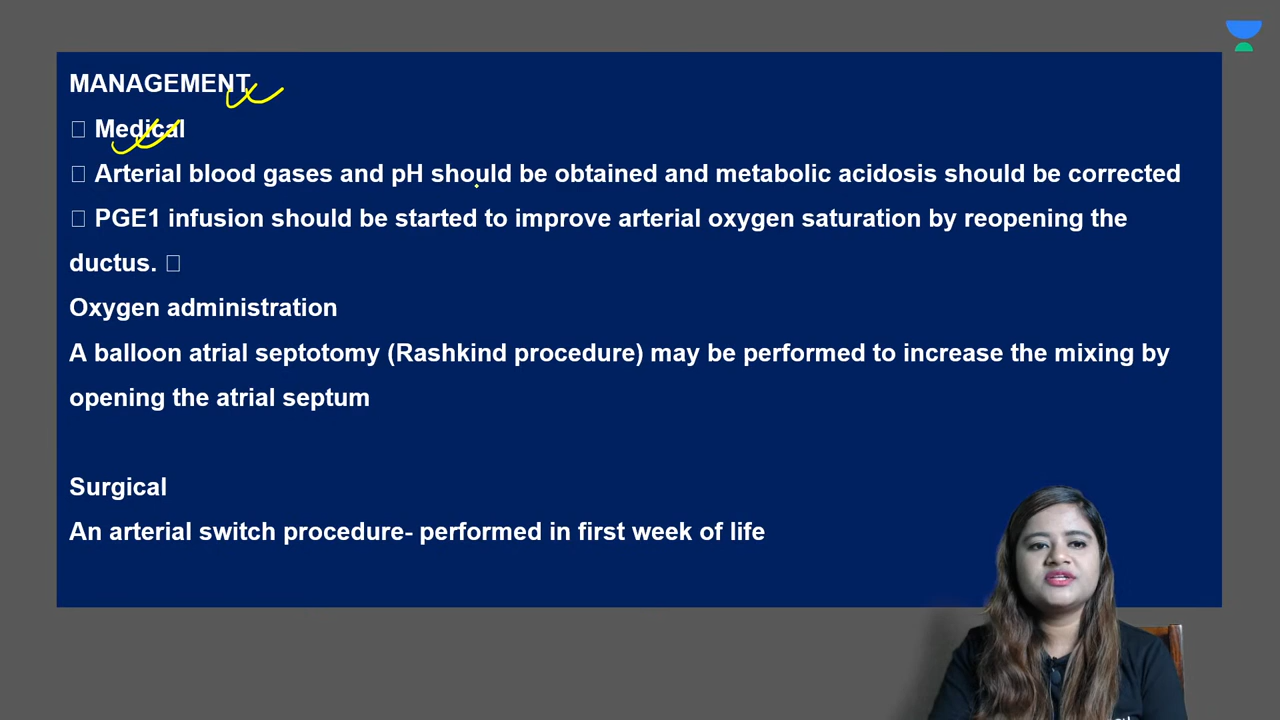 MANAGEMENT
Medical
Arterial blood gases and pH should be obtained and metabolic acidosis should be corrected
PGE1 infusion should be started to improve arterial oxygen saturation by reopening the
ductus.
Oxygen administration
A balloon atrial septotomy (Rashkind procedure) may be performed to increase the mixing by
opening the atrial septum
Surgical
An arterial switch procedure- performed in first week of life